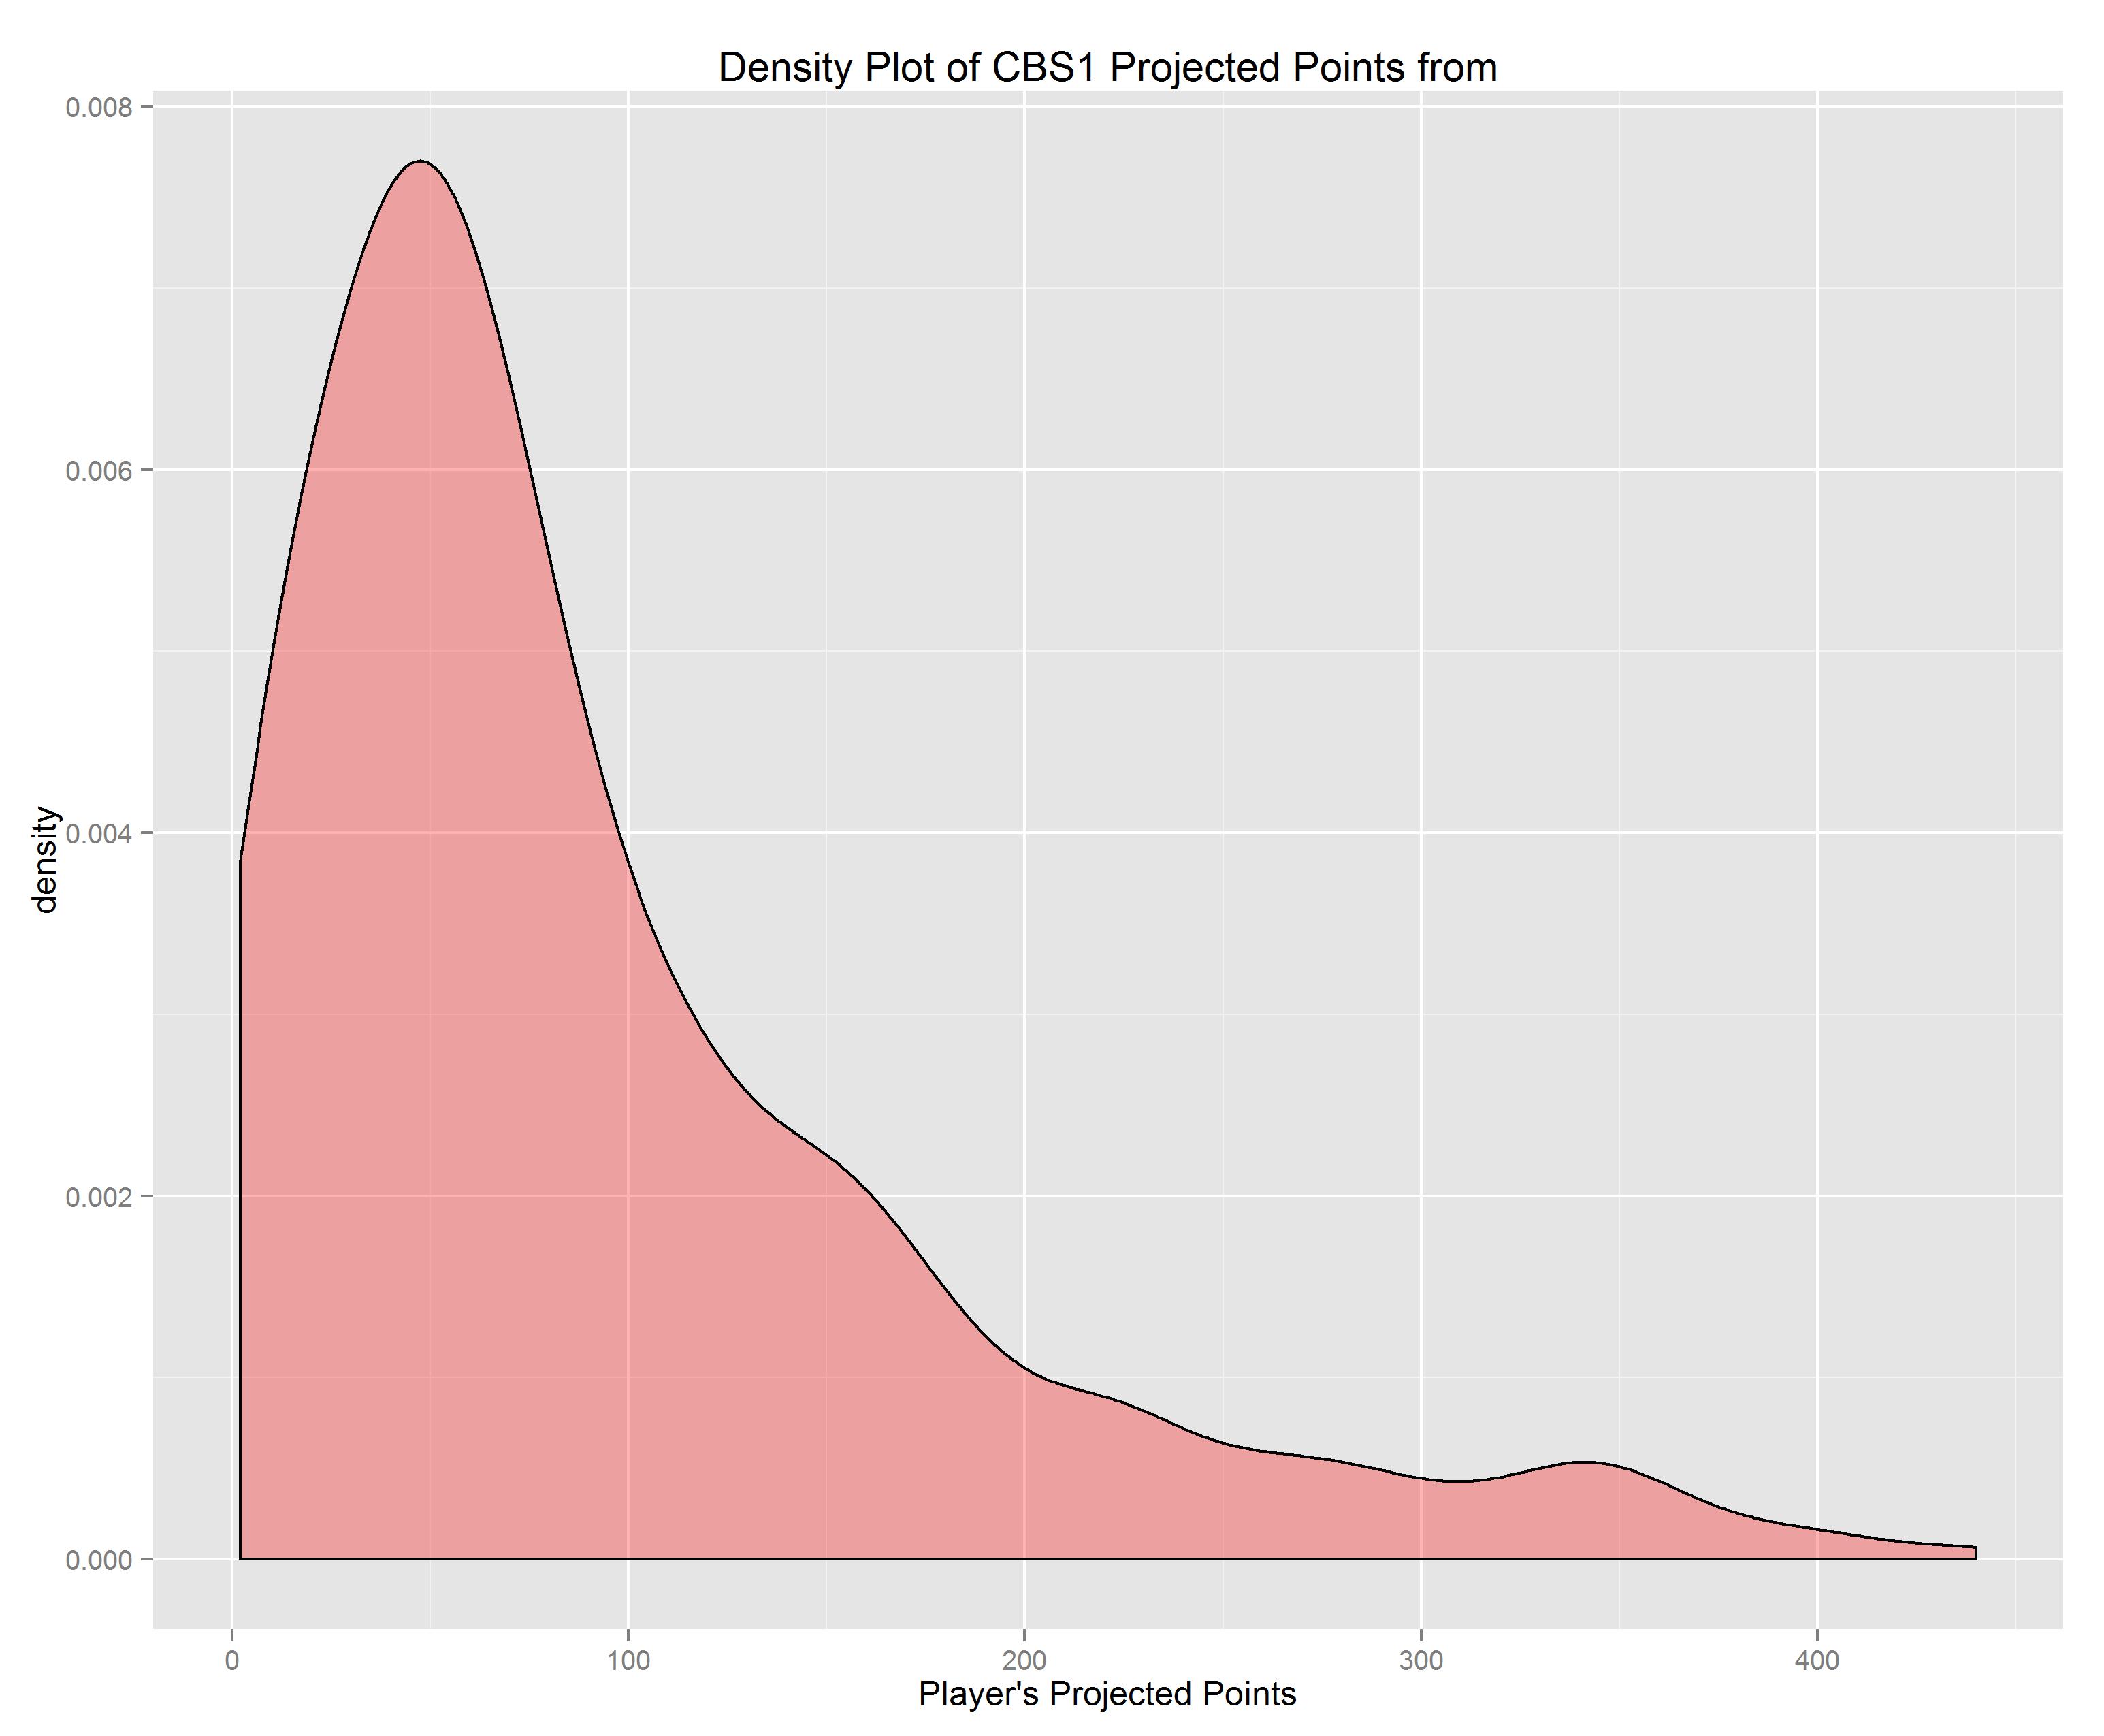 Density Plot of CBS1 Projected Points from
0.008
0.006
0.004
0.002
0.000
density
0 100 200 300 400
Player's Projected Points